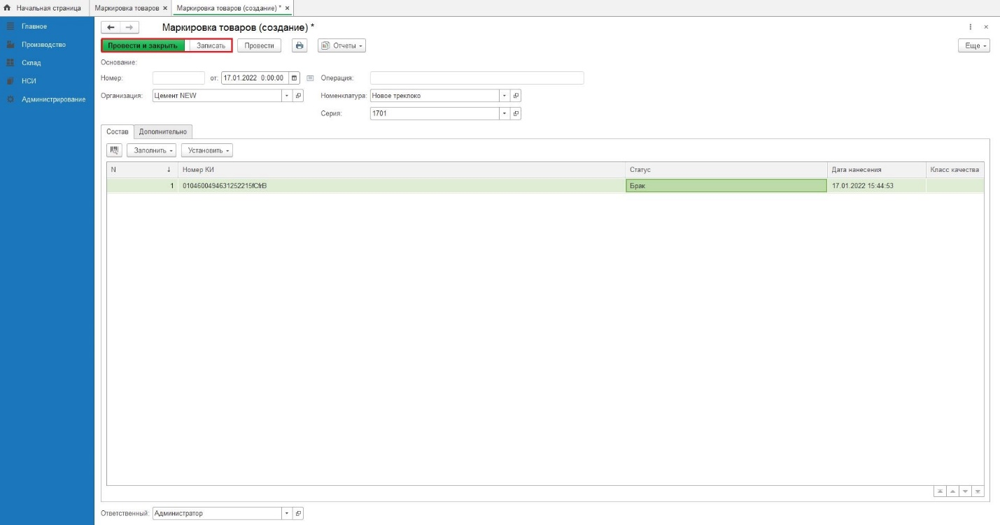 Начальная страница Маркировка товаров × Маркировка товаров (создание) * ×
Главное
Производство
Склад
НСИ
Администрирование
Маркировка товаров (создание) *
Провести и закрыть Записать Провести Отчеты Еще
Основание:
Номер: от: 17.01.2022 0:00:00 Операция:
Организация: Цемент NEW Номенклатура: Новое треклоко
Серия: 1701
Состав Дополнительно
Заполнить Установить
N ↓ Номер КИ Статус Дата нанесения Класс качества
1 0104600494631252215fCfrB Брак 17.01.2022 15:44:53
Ответственный: Администратор